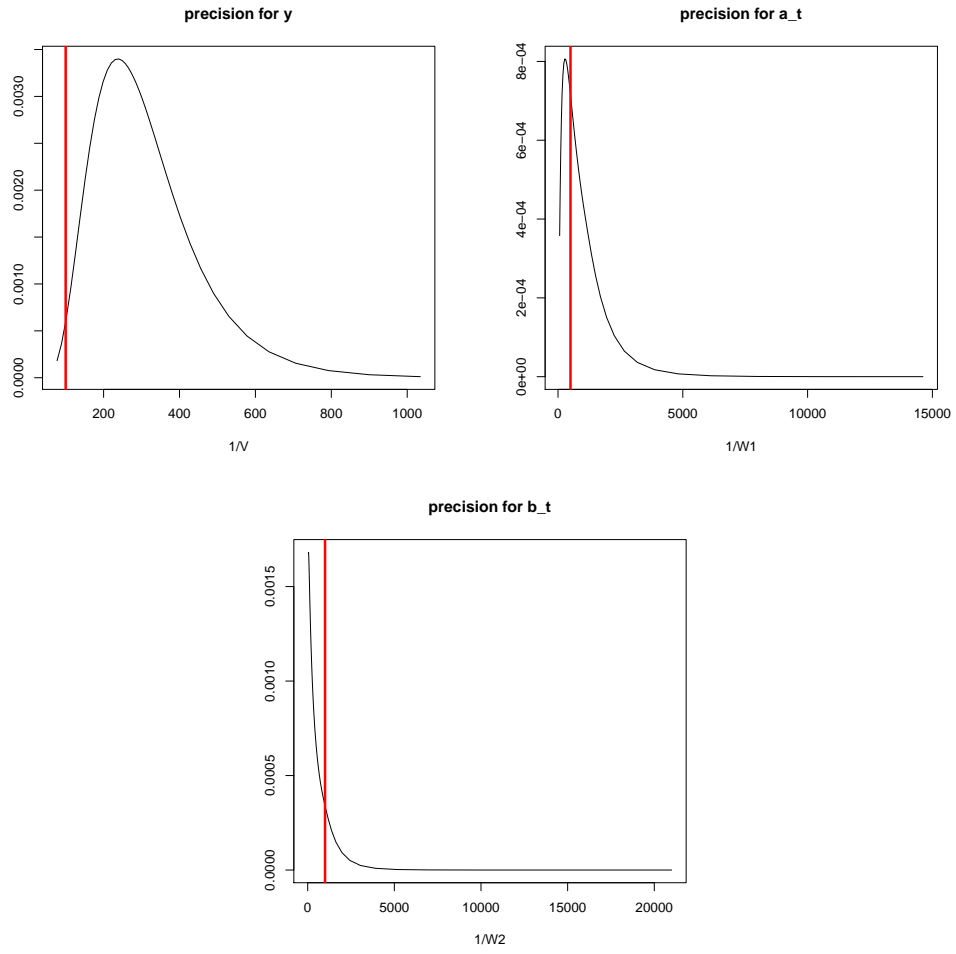 precision for y
0.0000 0.0010 0.0020 0.0030
200 400 600 800 1000
1/V
precision for a_t
0e+00 2e−04 4e−04 6e−04 8e−04
0 5000 10000 15000
1/W1
precision for b_t
0.0000 0.0005 0.0010 0.0015
0 5000 10000 15000 20000
1/W2